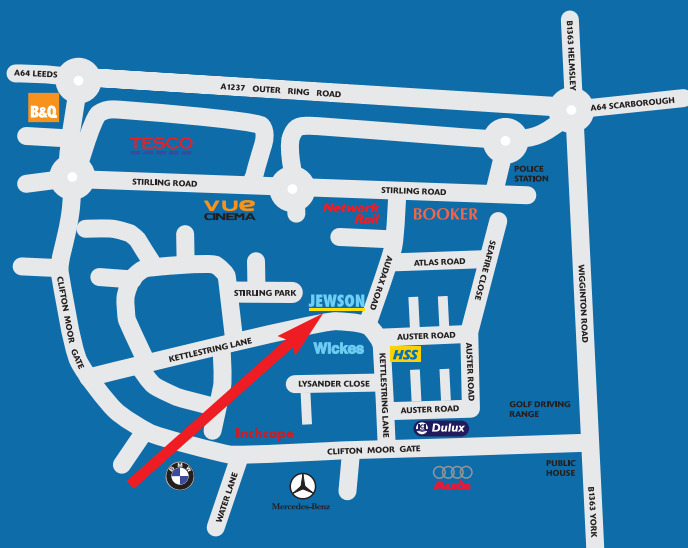 B1363 HELMSLEY
A64 LEEDS
A1237 OUTER RING ROAD
A64 SCARBOROUGH
B&Q
TESCO
POLICE
STATION
STIRLING ROAD
STIRLING ROAD
vue
CINEMA
Network
Rail
BOOKER
SEAFIRE CLOSE
ATLAS ROAD
AUDAX ROAD
WIGGINTON ROAD
CLIFTON MOOR GATE
STIRLING PARK
JEWSON
KETTLESTRING LANE
Wickes
AUSTER ROAD
HSS
KETTLESTRING LANE
AUSTER ROAD
LYSANDER CLOSE
AUSTER ROAD
GOLF DRIVING
RANGE
Dulux
Inchcape
CLIFTON MOOR GATE
BMW
WATER LANE
Mercedes-Benz
Audi
PUBLIC
HOUSE
B1363 YORK